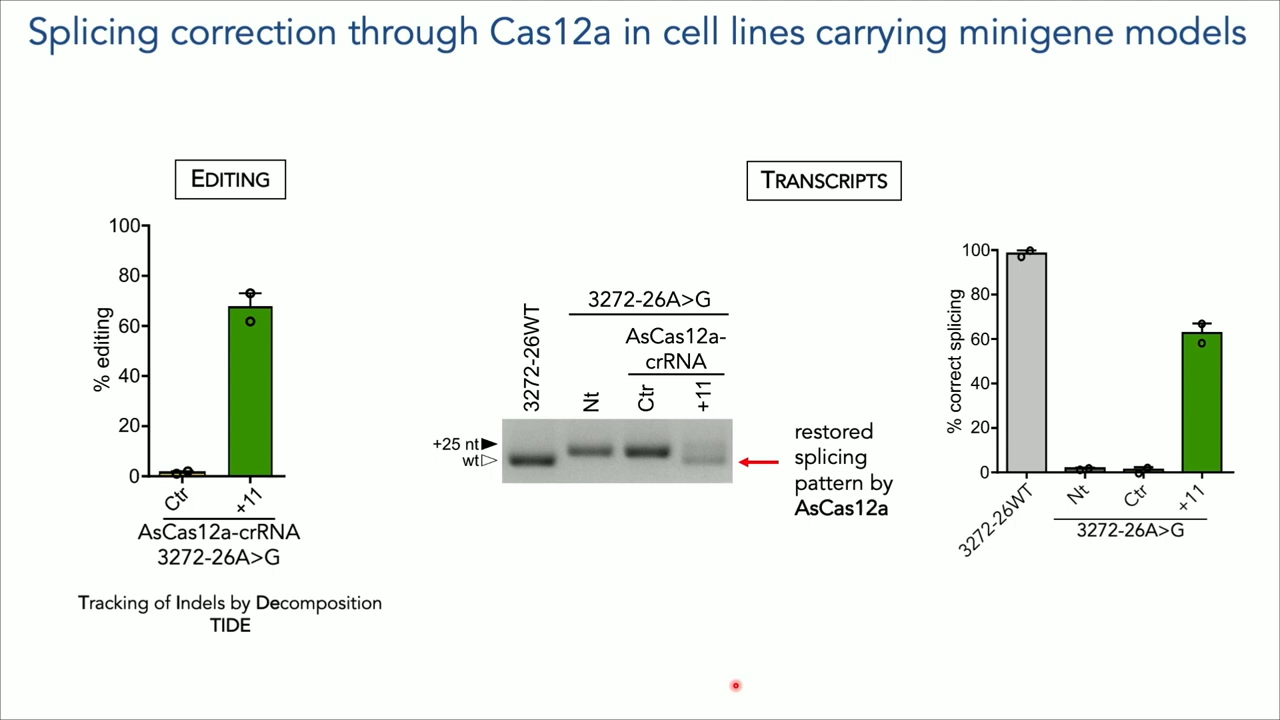 Splicing correction through Cas12a in cell lines carrying minigene models
EDITING
100
80
60
40
20
0
% editing
Ctr
+11
AsCas12a-crRNA
3272-26A>G
Tracking of Indels by Decomposition
TIDE
TRANSCRIPTS
3272-26A>G
AsCas12a-
crRNA
3272-26WT
Nt
Ctr
+11
+25 nt
wt
restored
splicing
pattern by
AsCas12a
100
80
60
40
20
0
% correct splicing
3272-26WT
Nt
Ctr
+11
3272-26A>G